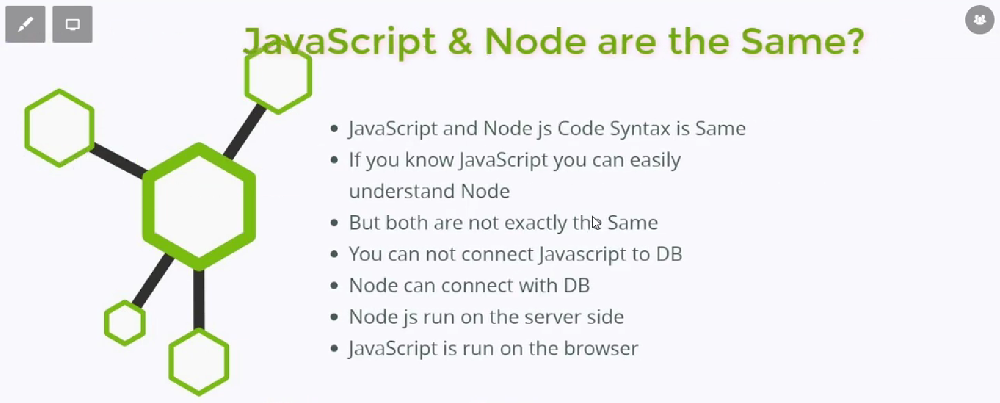 JavaScript & Node are the Same?
• JavaScript and Node js Code Syntax is Same
• If you know JavaScript you can easily
understand Node
• But both are not exactly the Same
• You can not connect Javascript to DB
• Node can connect with DB
• Node js run on the server side
• JavaScript is run on the browser